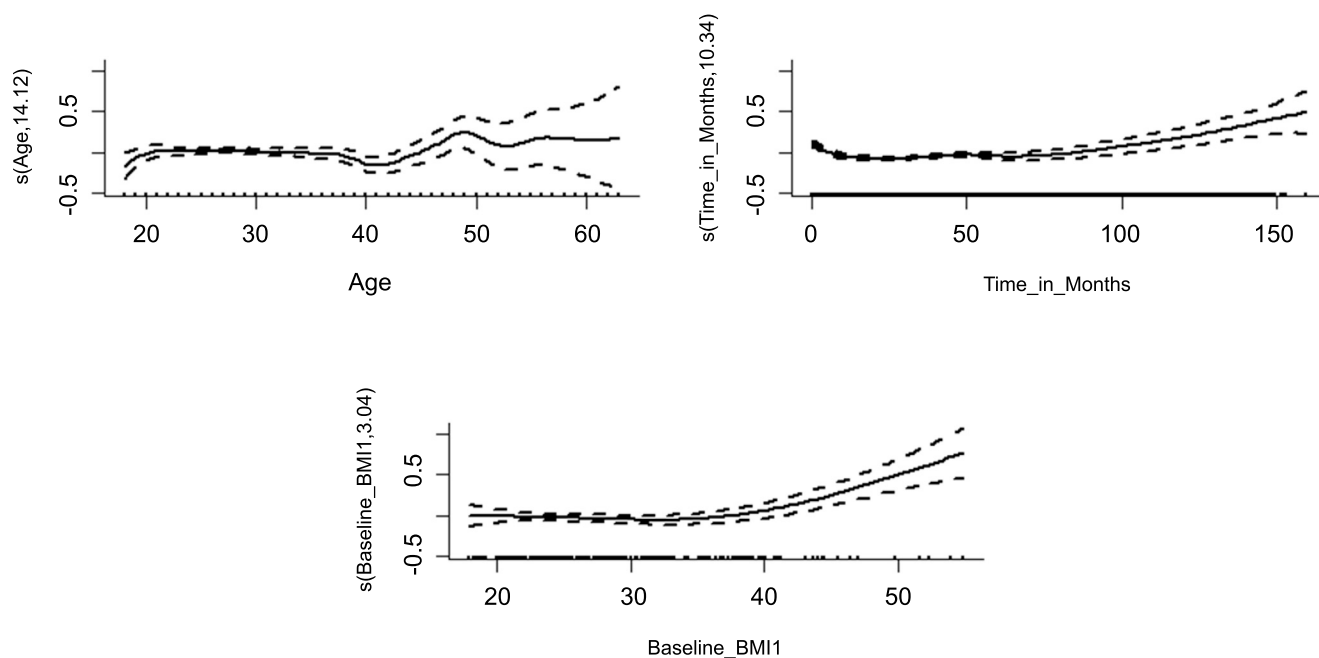 s(Age,14.12)
0.5
-0.5
20 30 40 50 60
Age
s(Time_in_Months,10.34)
0.5
-0.5
0 50 100 150
Time_in_Months
s(Baseline_BMI1,3.04)
0.5
-0.5
20 30 40 50
Baseline_BMI1